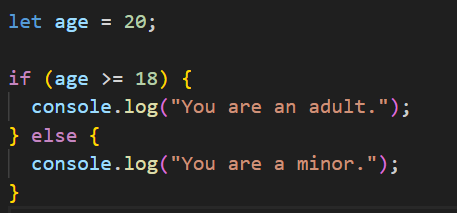 let age = 20;
if (age >= 18) {
console.log("You are an adult.");
} else {
console.log("You are a minor.");
}